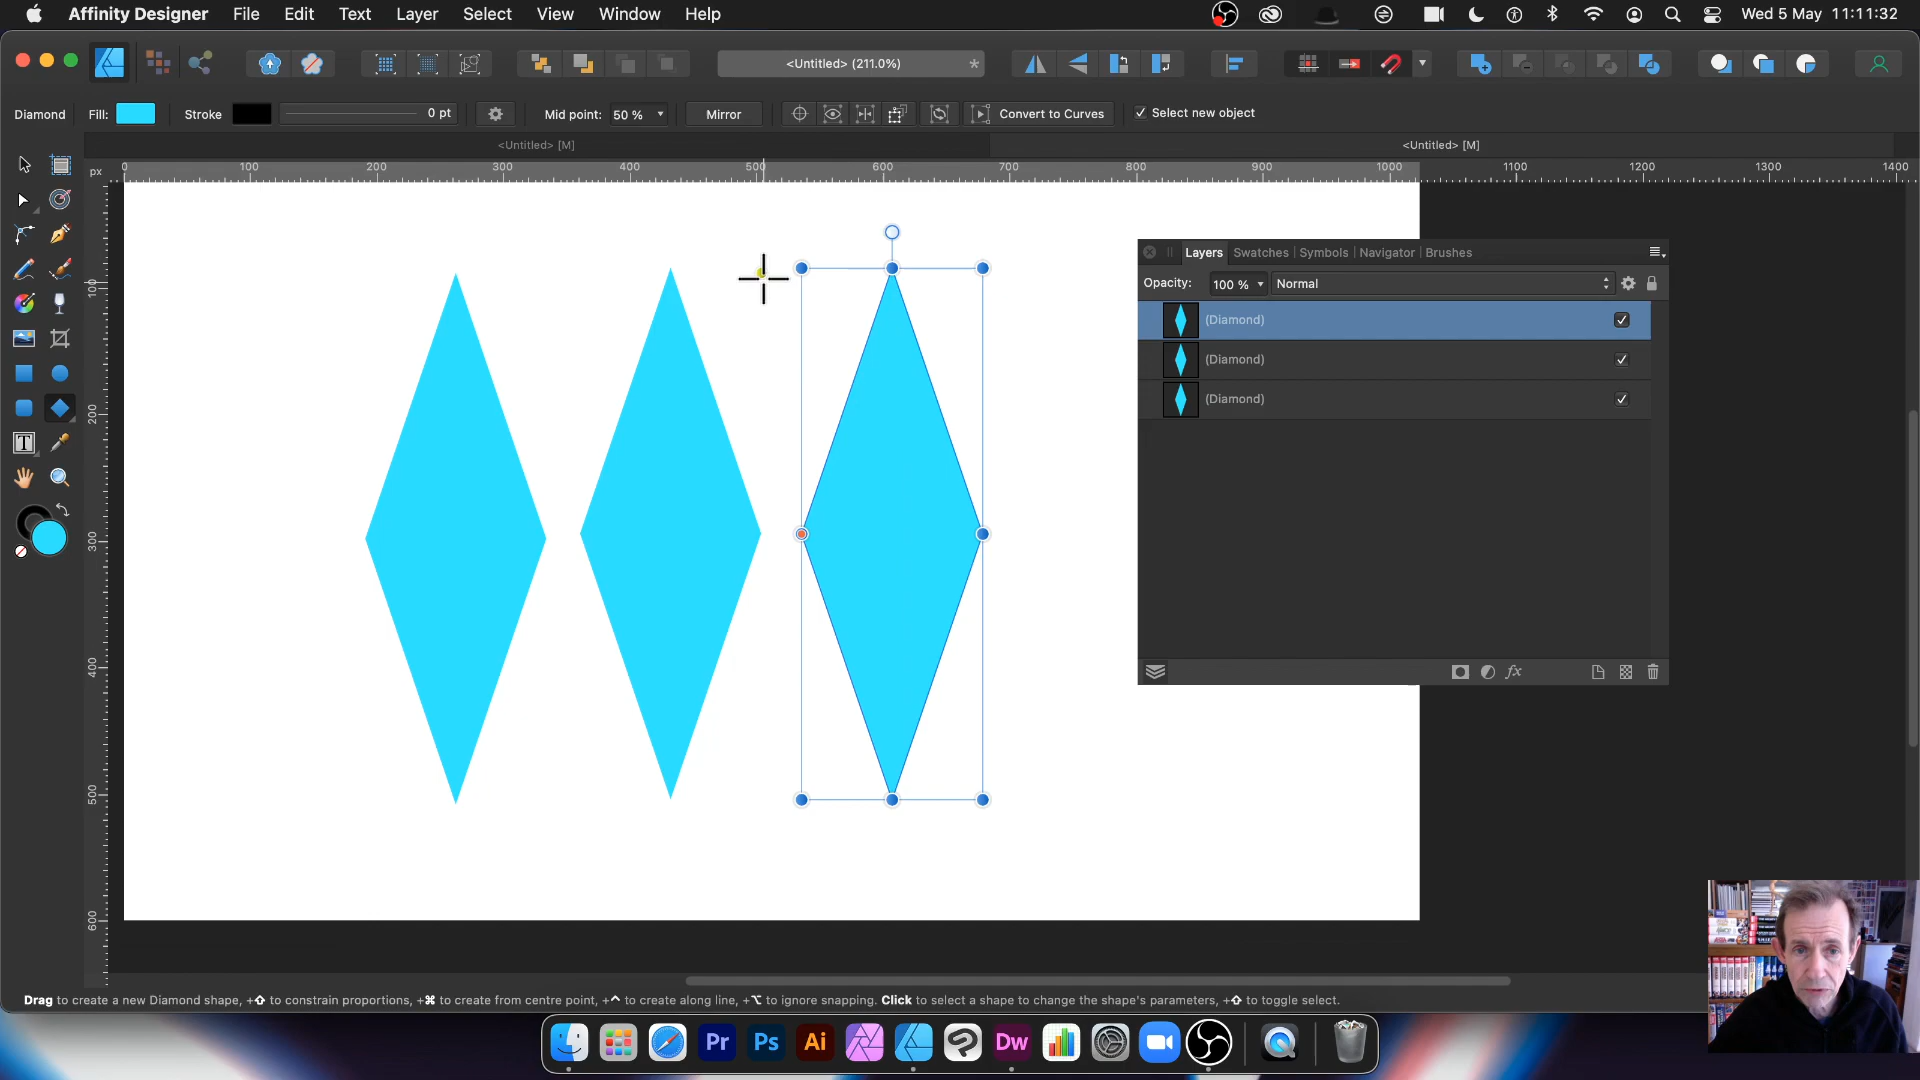 Affinity Designer File Edit Text Layer Select View Window Help Wed 5 May 11:11:32
<Untitled> (211.0%) *
Diamond Fill: Stroke 0 pt Mid point: 50 % Mirror Convert to Curves Select new object
<Untitled> [M] <Untitled> [M]
px 0 100 200 300 400 500 600 700 800 900 1000 1100 1200 1300 1400
100
200
300
400
500
600
Layers Swatches Symbols Navigator Brushes
Opacity: 100 % Normal
(Diamond)
(Diamond)
(Diamond)
fx
T
Drag to create a new Diamond shape, +⇧ to constrain proportions, +⌘ to create from centre point, +^ to create along line, +⌥ to ignore snapping. Click to select a shape to change the shape's parameters, +⇧ to toggle select.
Pr Ps Ai Dw